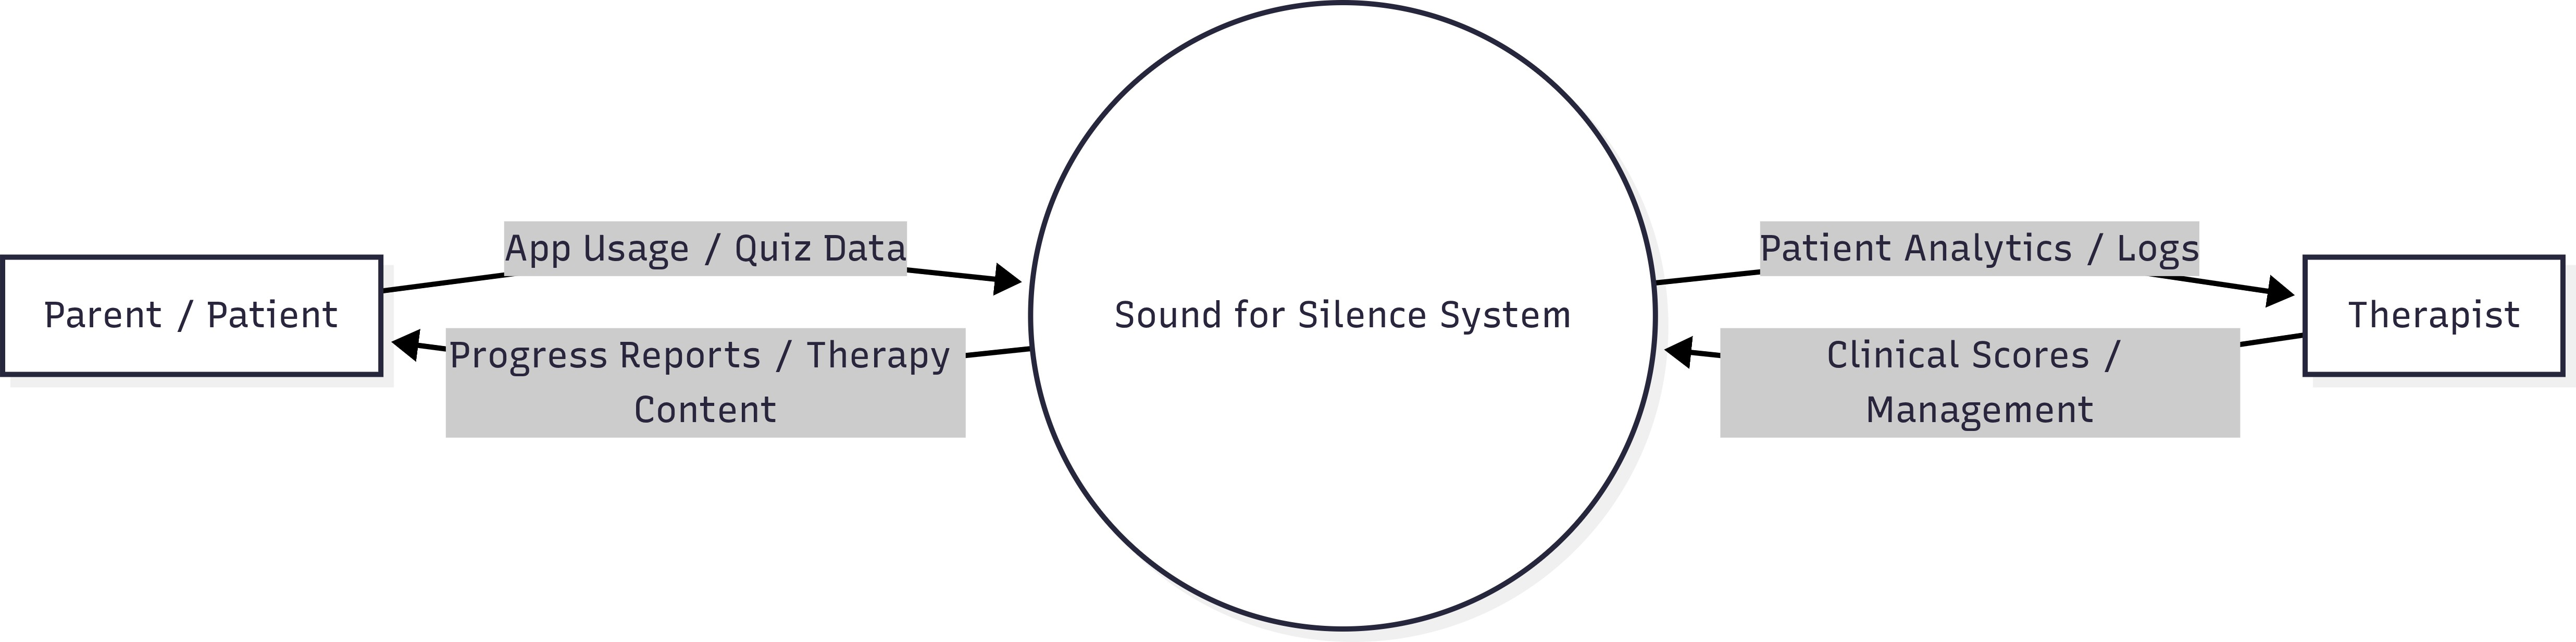 Parent / Patient
App Usage / Quiz Data
Progress Reports / Therapy
Content
Sound for Silence System
Patient Analytics / Logs
Clinical Scores /
Management
Therapist